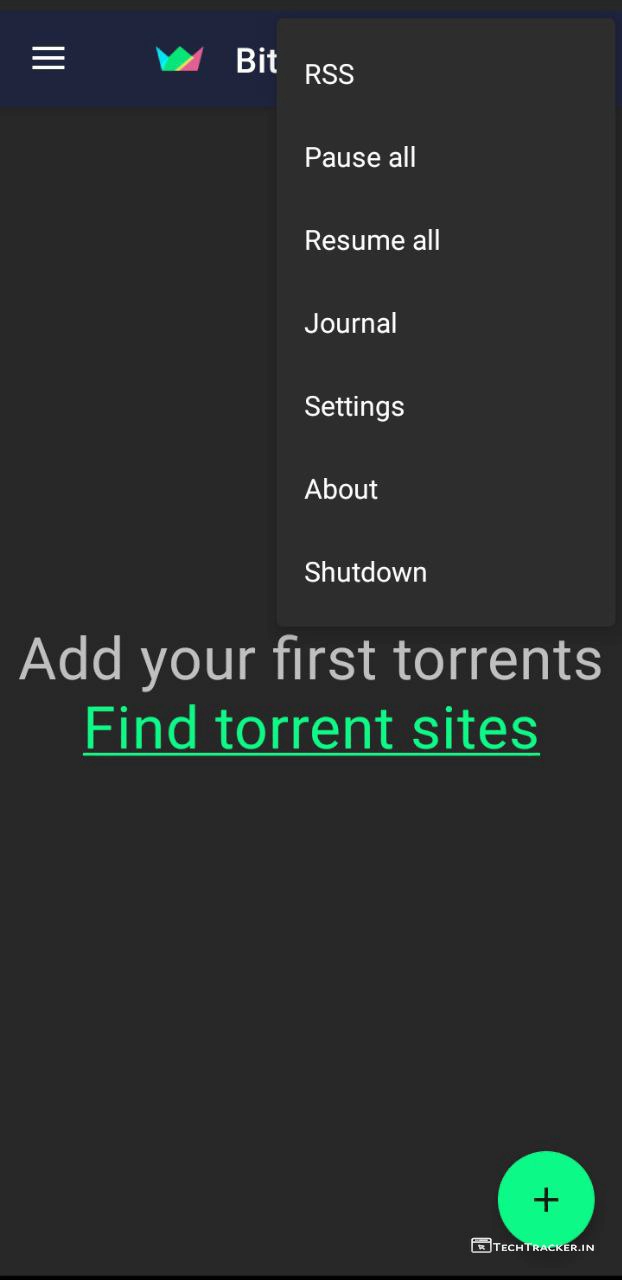 Bit
RSS
Pause all
Resume all
Journal
Settings
About
Shutdown
Add your first torrents
Find torrent sites
+
TECHTRACKER.IN